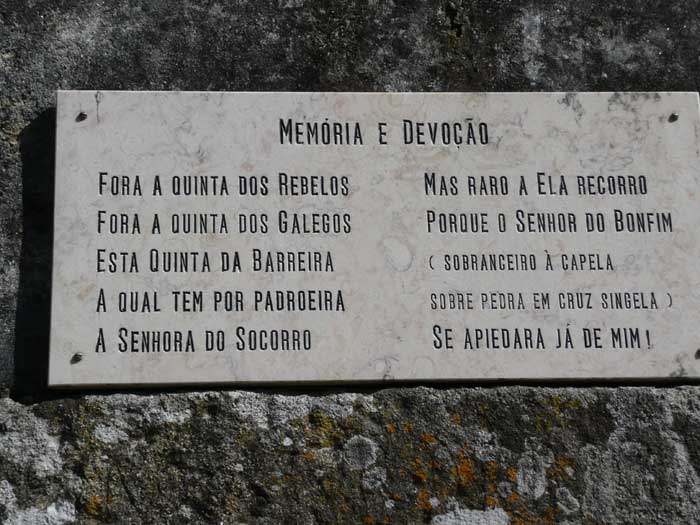 Memória e Devoção
Fora a quinta dos Rebelos
Fora a quinta dos Galegos
Esta Quinta da Barreira
A qual tem por padroeira
A Senhora do Socorro
Mas raro a Ela recorro
Porque o Senhor do Bonfim
( sobranceiro à capela
sobre pedra em cruz singela )
Se apiedara já de mim!